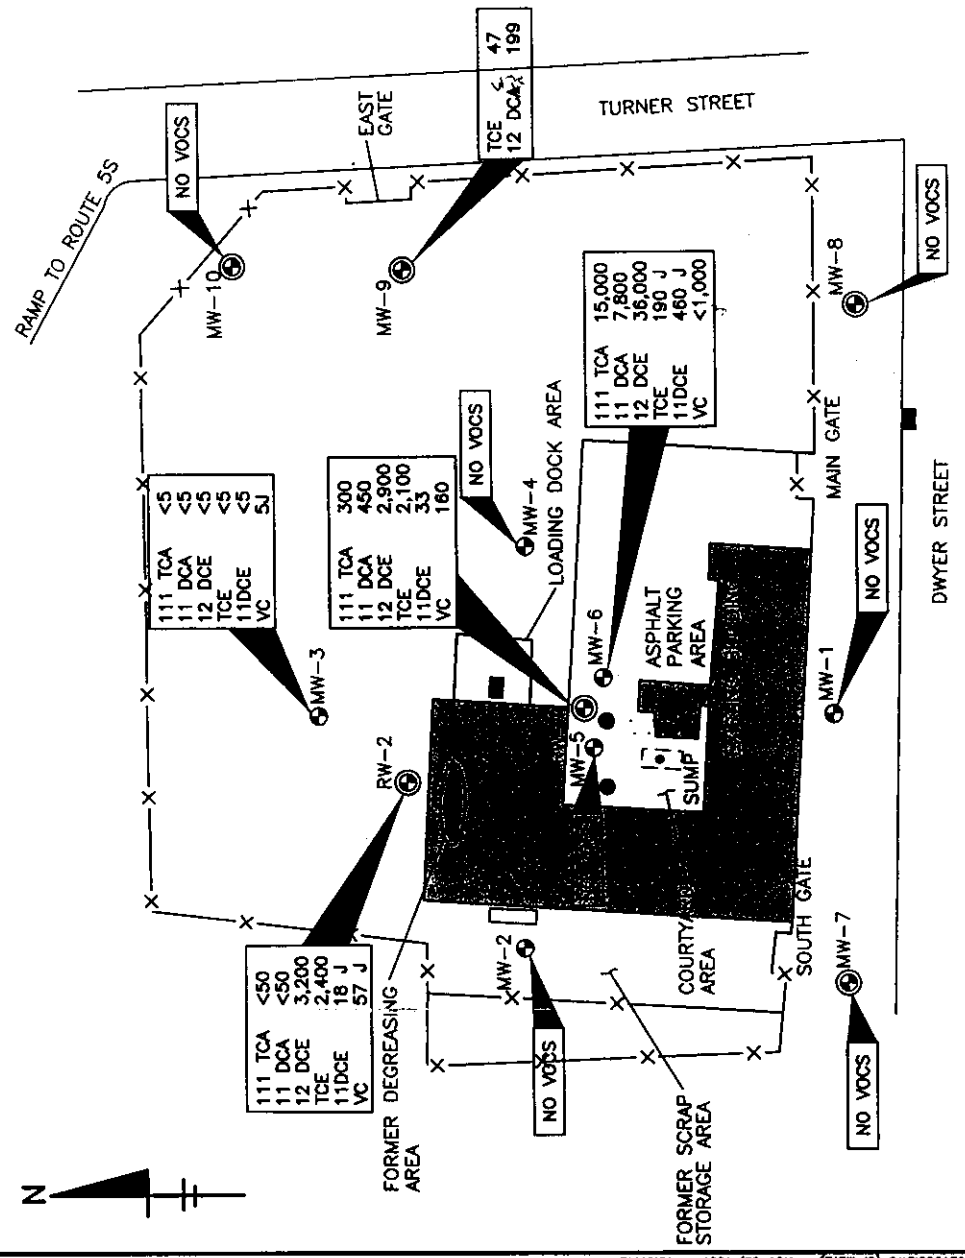 N
RAMP TO ROUTE 5S
NO VOCS
MW-10
EAST
GATE
TCE 47
12 DCA 199
MW-9
TURNER STREET
111 TCA <5
11 DCA <5
12 DCE <5
TCE <5
11DCE <5
VC 5J
MW-3
111 TCA 300
11 DCA 450
12 DCE 2,900
TCE 2,100
11DCE 33
VC 160
NO VOCS
MW-4
LOADING DOCK AREA
111 TCA 15,000
11 DCA 7,800
12 DCE 36,000
TCE 190 J
11DCE 460 J
VC <1,000
MW-6
RW-2
111 TCA <50
11 DCA <50
12 DCE 3,200
TCE 2,400
11DCE 18 J
VC 57 J
FORMER DEGREASING
AREA
MW-2
NO VOCS
MW-5
ASPHALT
PARKING
AREA
SUMP
COURTYA
AREA
FORMER SCRAP
STORAGE AREA
SOUTH GATE
MW-7
NO VOCS
MW-1
NO VOCS
MAIN GATE
MW-8
NO VOCS
DWYER STREET